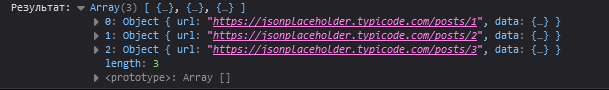 Результат: ▼ Array(3) [ {…}, {…}, {…} ]
▶ 0: Object { url: "https://jsonplaceholder.typicode.com/posts/1", data: {…} }
▶ 1: Object { url: "https://jsonplaceholder.typicode.com/posts/2", data: {…} }
▶ 2: Object { url: "https://jsonplaceholder.typicode.com/posts/3", data: {…} }
length: 3
▶ <prototype>: Array []